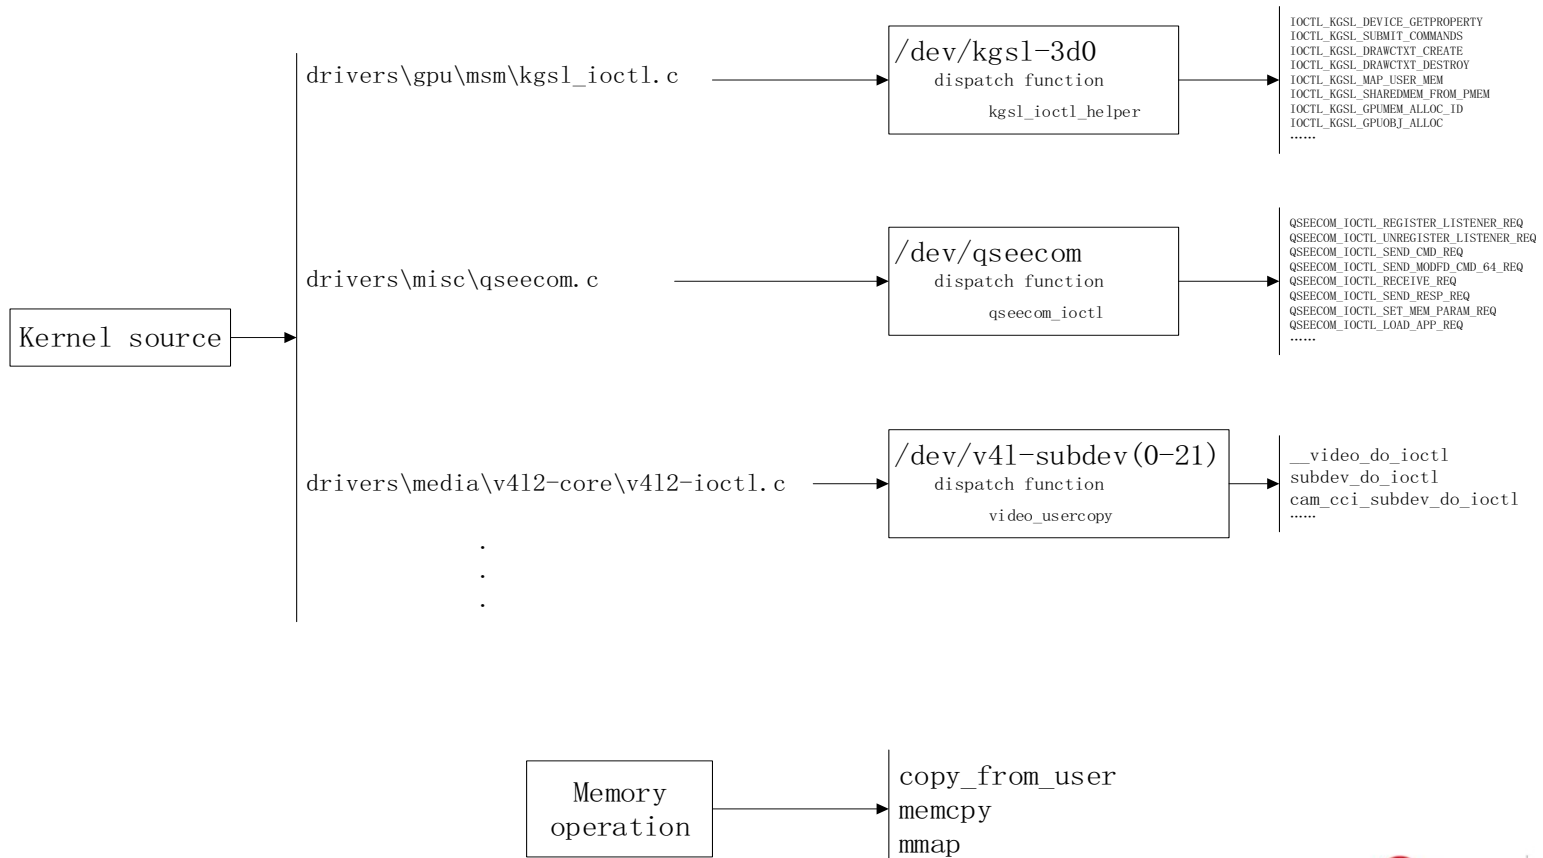 drivers\gpu\msm\kgsl_ioctl.c
/dev/kgsl-3d0
dispatch function
kgsl_ioctl_helper
IOCTL_KGSL_DEVICE_GETPROPERTY
IOCTL_KGSL_SUBMIT_COMMANDS
IOCTL_KGSL_DRAWCTXT_CREATE
IOCTL_KGSL_DRAWCTXT_DESTROY
IOCTL_KGSL_MAP_USER_MEM
IOCTL_KGSL_SHAREDMEM_FROM_PMEM
IOCTL_KGSL_GPUMEM_ALLOC_ID
IOCTL_KGSL_GPUOBJ_ALLOC
......
Kernel source
drivers\misc\qseecom.c
/dev/qseecom
dispatch function
qseecom_ioctl
QSEECOM_IOCTL_REGISTER_LISTENER_REQ
QSEECOM_IOCTL_UNREGISTER_LISTENER_REQ
QSEECOM_IOCTL_SEND_CMD_REQ
QSEECOM_IOCTL_SEND_MODFD_CMD_64_REQ
QSEECOM_IOCTL_RECEIVE_REQ
QSEECOM_IOCTL_SEND_RESP_REQ
QSEECOM_IOCTL_SET_MEM_PARAM_REQ
QSEECOM_IOCTL_LOAD_APP_REQ
......
drivers\media\v4l2-core\v4l2-ioctl.c
/dev/v4l-subdev(0-21)
dispatch function
video_usercopy
__video_do_ioctl
subdev_do_ioctl
cam_cci_subdev_do_ioctl
......
.
.
.
Memory
operation
copy_from_user
memcpy
mmap